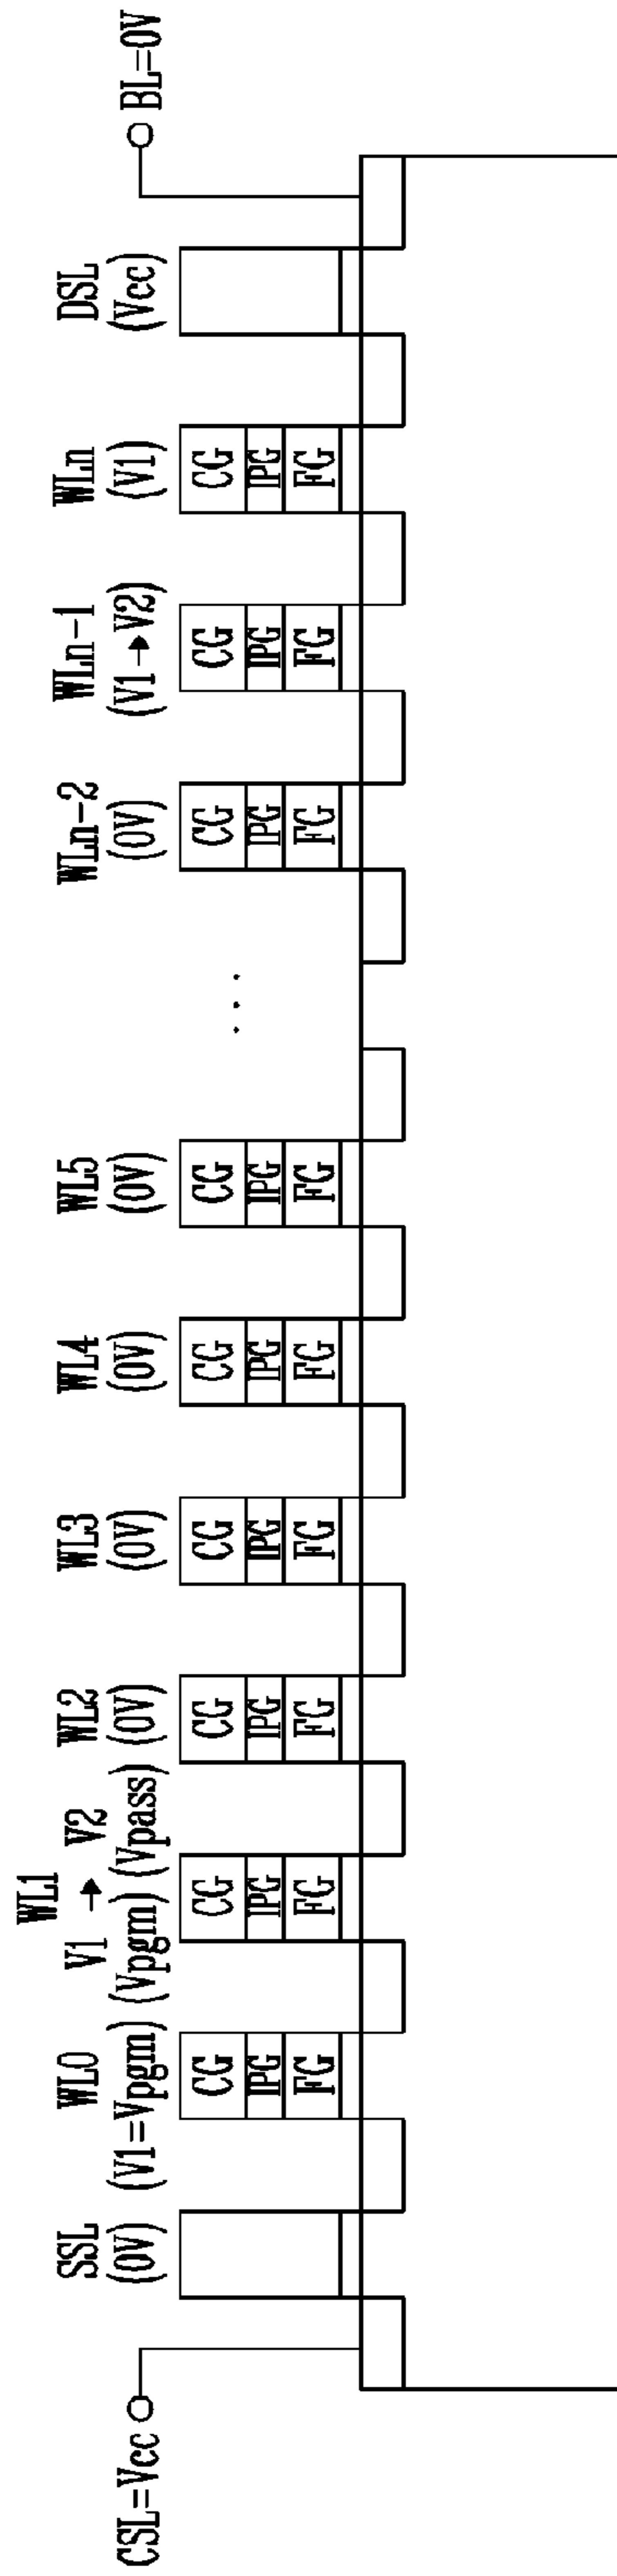 CSL=Vcc
SSL
(0V)
WL0
(V1=Vpgm)
CG
IPG
FG
WL1
V1 → V2
(Vpgm) (Vpass)
CG
IPG
FG
WL2
(0V)
CG
IPG
FG
WL3
(0V)
CG
IPG
FG
WL4
(0V)
CG
IPG
FG
WL5
(0V)
CG
IPG
FG
...
WLn-2
(0V)
CG
IPG
FG
WLn-1
(V1→V2)
CG
IPG
FG
WLn
(V1)
CG
IPG
FG
DSL
(Vcc)
BL=0V